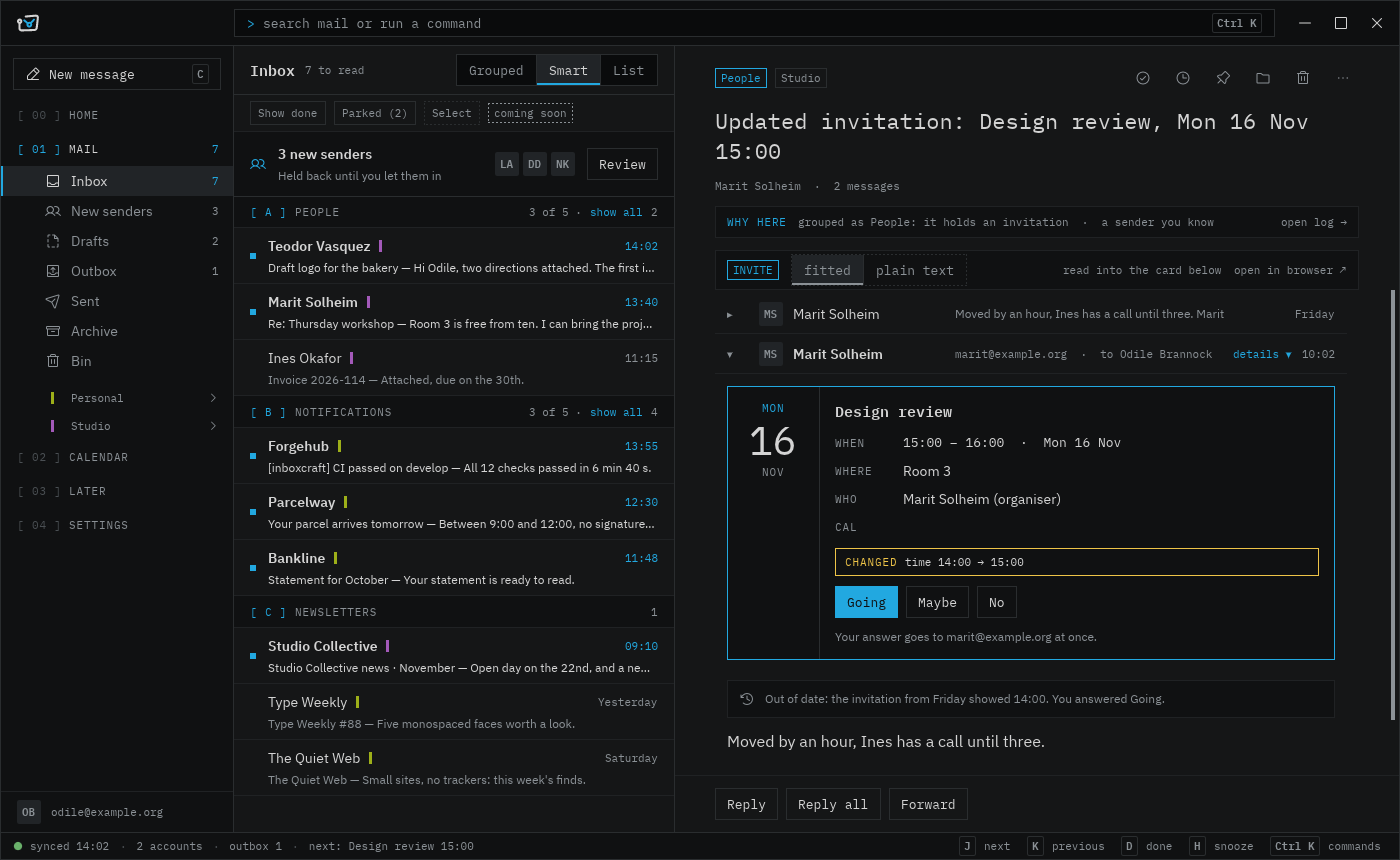 > search mail or run a command Ctrl K
New message C
[ 00 ] HOME
[ 01 ] MAIL 7
Inbox 7
New senders 3
Drafts 2
Outbox 1
Sent
Archive
Bin
Personal
Studio
[ 02 ] CALENDAR
[ 03 ] LATER
[ 04 ] SETTINGS
OB odile@example.org
Inbox 7 to read Grouped Smart List
Show done Parked (2) Select coming soon
3 new senders
Held back until you let them in
LA DD NK Review
[ A ] PEOPLE 3 of 5 · show all 2
Teodor Vasquez 14:02
Draft logo for the bakery — Hi Odile, two directions attached. The first i…
Marit Solheim 13:40
Re: Thursday workshop — Room 3 is free from ten. I can bring the proj…
Ines Okafor 11:15
Invoice 2026-114 — Attached, due on the 30th.
[ B ] NOTIFICATIONS 3 of 5 · show all 4
Forgehub 13:55
[inboxcraft] CI passed on develop — All 12 checks passed in 6 min 40 s.
Parcelway 12:30
Your parcel arrives tomorrow — Between 9:00 and 12:00, no signature…
Bankline 11:48
Statement for October — Your statement is ready to read.
[ C ] NEWSLETTERS 1
Studio Collective 09:10
Studio Collective news · November — Open day on the 22nd, and a ne…
Type Weekly Yesterday
Type Weekly #88 — Five monospaced faces worth a look.
The Quiet Web Saturday
The Quiet Web — Small sites, no trackers: this week's finds.
People Studio
Updated invitation: Design review, Mon 16 Nov
15:00
Marit Solheim · 2 messages
WHY HERE grouped as People: it holds an invitation · a sender you know open log →
INVITE fitted plain text read into the card below open in browser ↗
▸ MS Marit Solheim Moved by an hour, Ines has a call until three. Marit Friday
▾ MS Marit Solheim marit@example.org · to Odile Brannock details ▾ 10:02
MON
16
NOV
Design review
WHEN 15:00 – 16:00 · Mon 16 Nov
WHERE Room 3
WHO Marit Solheim (organiser)
CAL
CHANGED time 14:00 → 15:00
Going Maybe No
Your answer goes to marit@example.org at once.
Out of date: the invitation from Friday showed 14:00. You answered Going.
Moved by an hour, Ines has a call until three.
Reply Reply all Forward
synced 14:02 · 2 accounts · outbox 1 · next: Design review 15:00
J next K previous D done H snooze Ctrl K commands